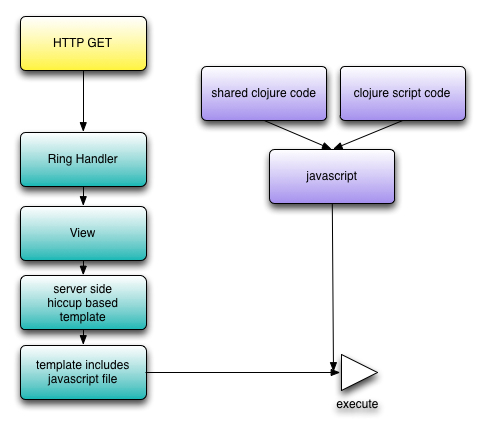 HTTP GET
shared clojure code
clojure script code
Ring Handler
javascript
View
server side
hiccup based
template
template includes
javascript file
execute